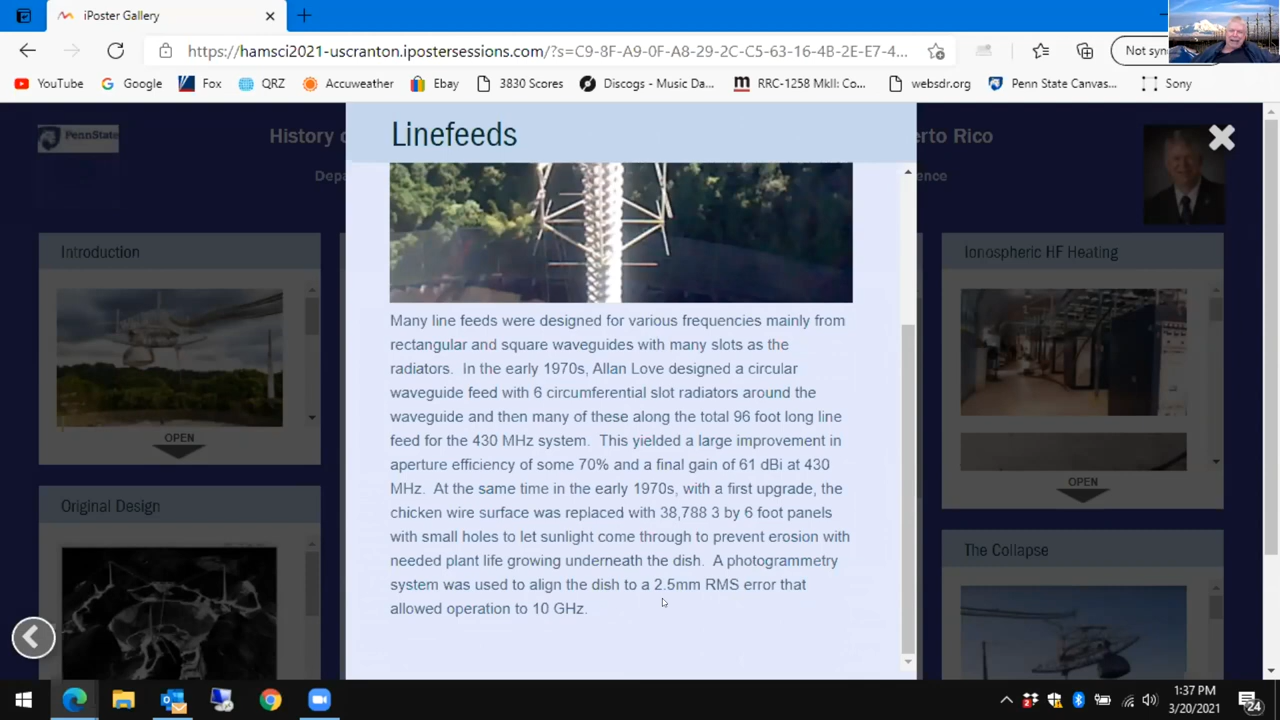 iPoster Gallery
https://hamsci2021-uscranton.ipostersessions.com/?s=C9-8F-A9-0F-A8-29-2C-C5-63-16-4B-2E-E7-4...
Not syn
YouTube Google Fox QRZ Accuweather Ebay 3830 Scores Discogs - Music Da... RRC-1258 MkII: Co... websdr.org Penn State Canvas... Sony
PennState
History o
erto Rico
Depa
ence
Linefeeds
Introduction
OPEN
Original Design
Many line feeds were designed for various frequencies mainly from
rectangular and square waveguides with many slots as the
radiators. In the early 1970s, Allan Love designed a circular
waveguide feed with 6 circumferential slot radiators around the
waveguide and then many of these along the total 96 foot long line
feed for the 430 MHz system. This yielded a large improvement in
aperture efficiency of some 70% and a final gain of 61 dBi at 430
MHz. At the same time in the early 1970s, with a first upgrade, the
chicken wire surface was replaced with 38,788 3 by 6 foot panels
with small holes to let sunlight come through to prevent erosion with
needed plant life growing underneath the dish. A photogrammetry
system was used to align the dish to a 2.5mm RMS error that
allowed operation to 10 GHz.
Ionospheric HF Heating
OPEN
The Collapse
1:37 PM
3/20/2021
24